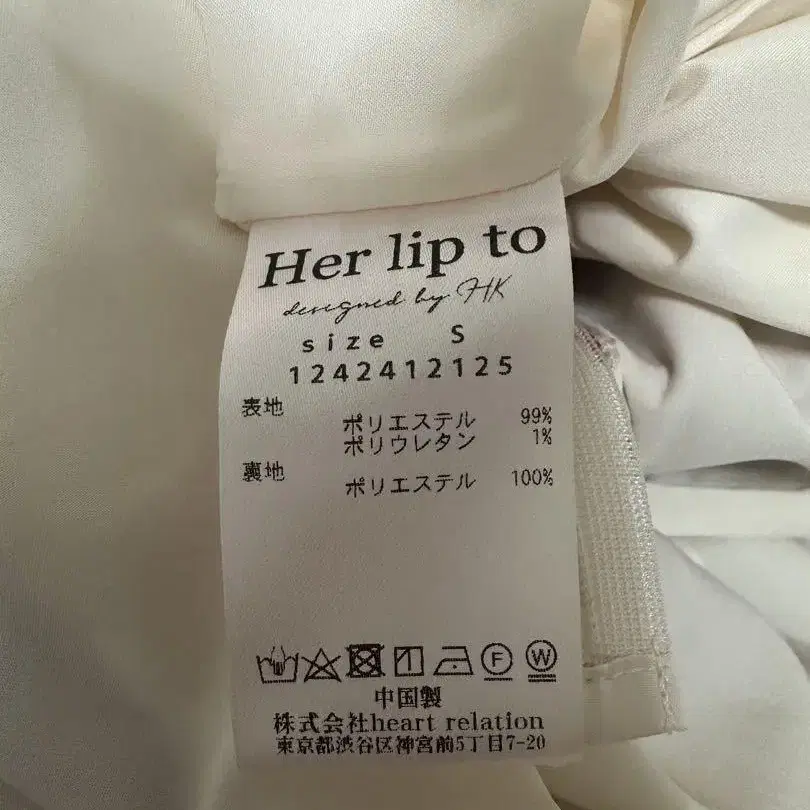 Her lip to
designed by HK
size S
1242412125
表地
ポリエステル 99%
ポリウレタン 1%
裏地
ポリエステル 100%
F W
中国製
株式会社heart relation
東京都渋谷区神宮前5丁目7-20